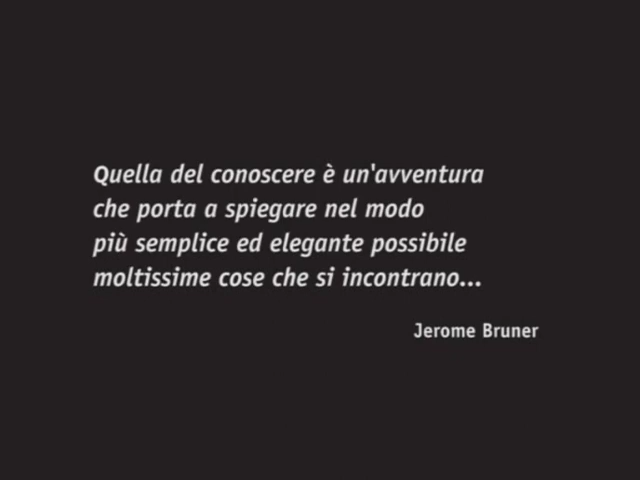 Quella del conoscere è un'avventura
che porta a spiegare nel modo
più semplice ed elegante possibile
moltissime cose che si incontrano...
Jerome Bruner